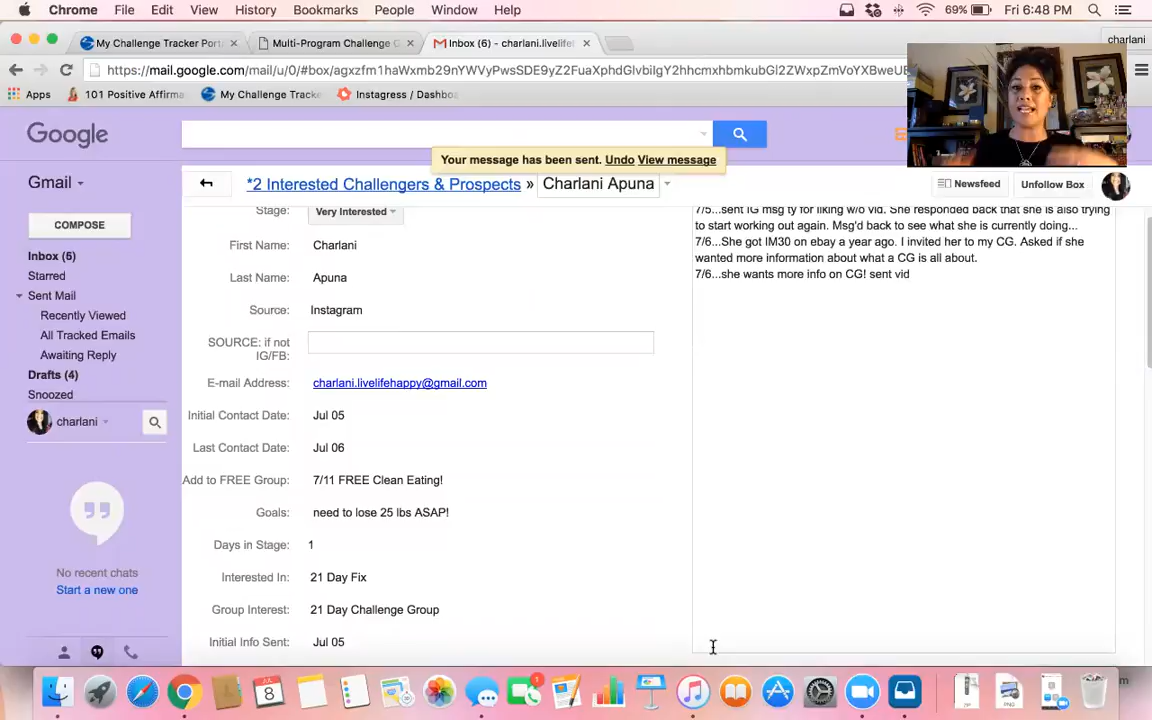 Chrome File Edit View History Bookmarks People Window Help 69% Fri 6:48 PM
My Challenge Tracker Port Multi-Program Challenge G Inbox (6) - charlani.livelife charlani
https://mail.google.com/mail/u/0/#box/
Apps 101 Positive Affirma My Challenge Tracke Instagress / Dashbo
Google
Your message has been sent. Undo View message
Gmail *2 Interested Challengers & Prospects » Charlani Apuna Newsfeed Unfollow Box
COMPOSE
Inbox (6)
Starred
Sent Mail
Recently Viewed
All Tracked Emails
Awaiting Reply
Drafts (4)
Snoozed
charlani
No recent chats
Start a new one
Stage: Very Interested
First Name: Charlani
Last Name: Apuna
Source: Instagram
SOURCE: if not
IG/FB:
E-mail Address: charlani.livelifehappy@gmail.com
Initial Contact Date: Jul 05
Last Contact Date: Jul 06
Add to FREE Group: 7/11 FREE Clean Eating!
Goals: need to lose 25 lbs ASAP!
Days in Stage: 1
Interested In: 21 Day Fix
Group Interest: 21 Day Challenge Group
Initial Info Sent: Jul 05
7/5...sent IG msg ty for liking w/o vid. She responded back that she is also trying
to start working out again. Msg'd back to see what she is currently doing...
7/6...She got IM30 on ebay a year ago. I invited her to my CG. Asked if she
wanted more information about what a CG is all about.
7/6...she wants more info on CG! sent vid
JUL
8
1
ZIP
PNG